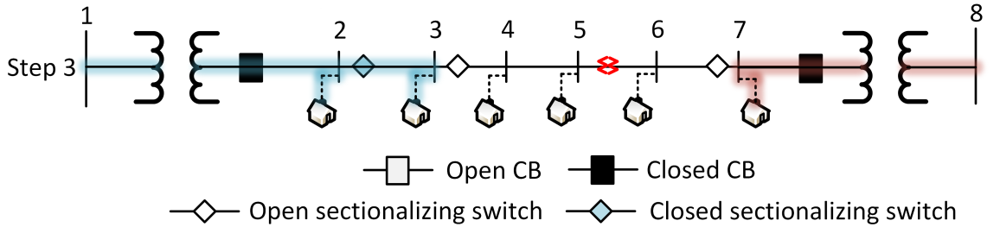 1
8
2 3 4 5 6 7
Step 3
Open CB Closed CB
Open sectionalizing switch Closed sectionalizing switch